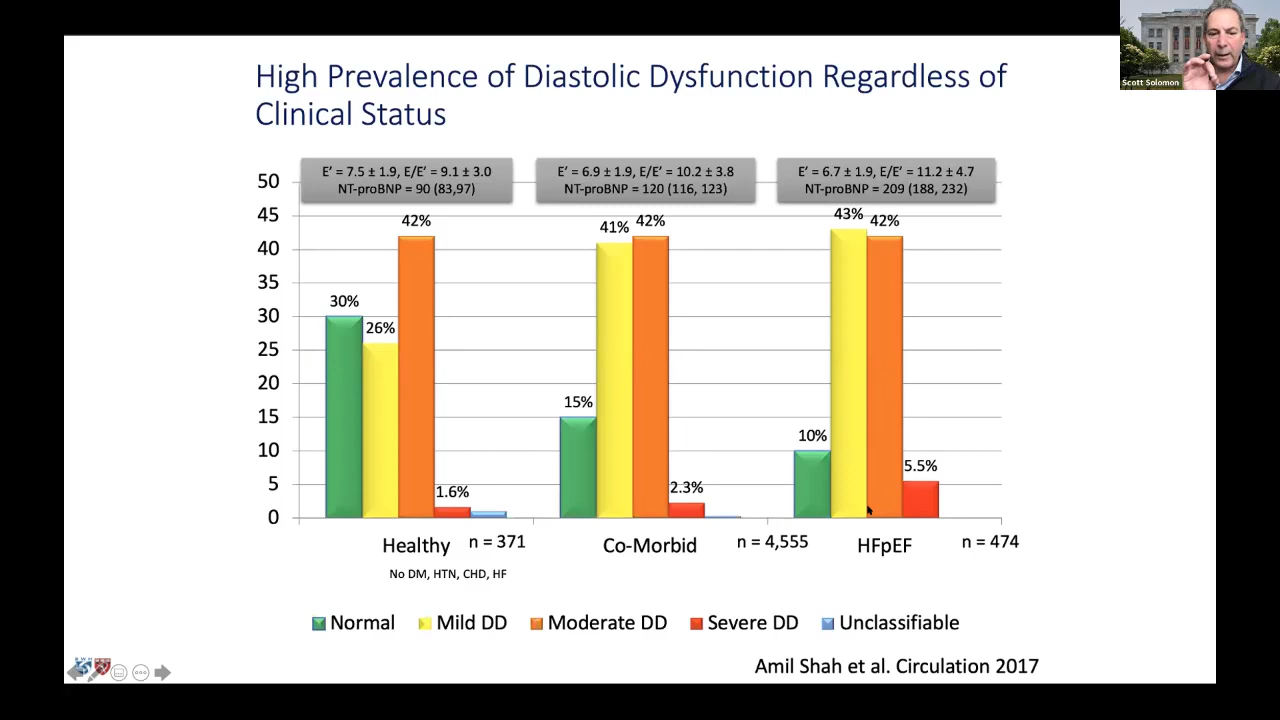 Scott Solomon
High Prevalence of Diastolic Dysfunction Regardless of
Clinical Status
E’ = 7.5 ± 1.9, E/E’ = 9.1 ± 3.0
NT-proBNP = 90 (83,97)
E’ = 6.9 ± 1.9, E/E’ = 10.2 ± 3.8
NT-proBNP = 120 (116, 123)
E’ = 6.7 ± 1.9, E/E’ = 11.2 ± 4.7
NT-proBNP = 209 (188, 232)
50
45
40
35
30
25
20
15
10
5
0
30%
26%
42%
1.6%
15%
41%
42%
2.3%
10%
43%
42%
5.5%
Healthy n = 371
No DM, HTN, CHD, HF
Co-Morbid n = 4,555
HFpEF n = 474
Normal Mild DD Moderate DD Severe DD Unclassifiable
Amil Shah et al. Circulation 2017